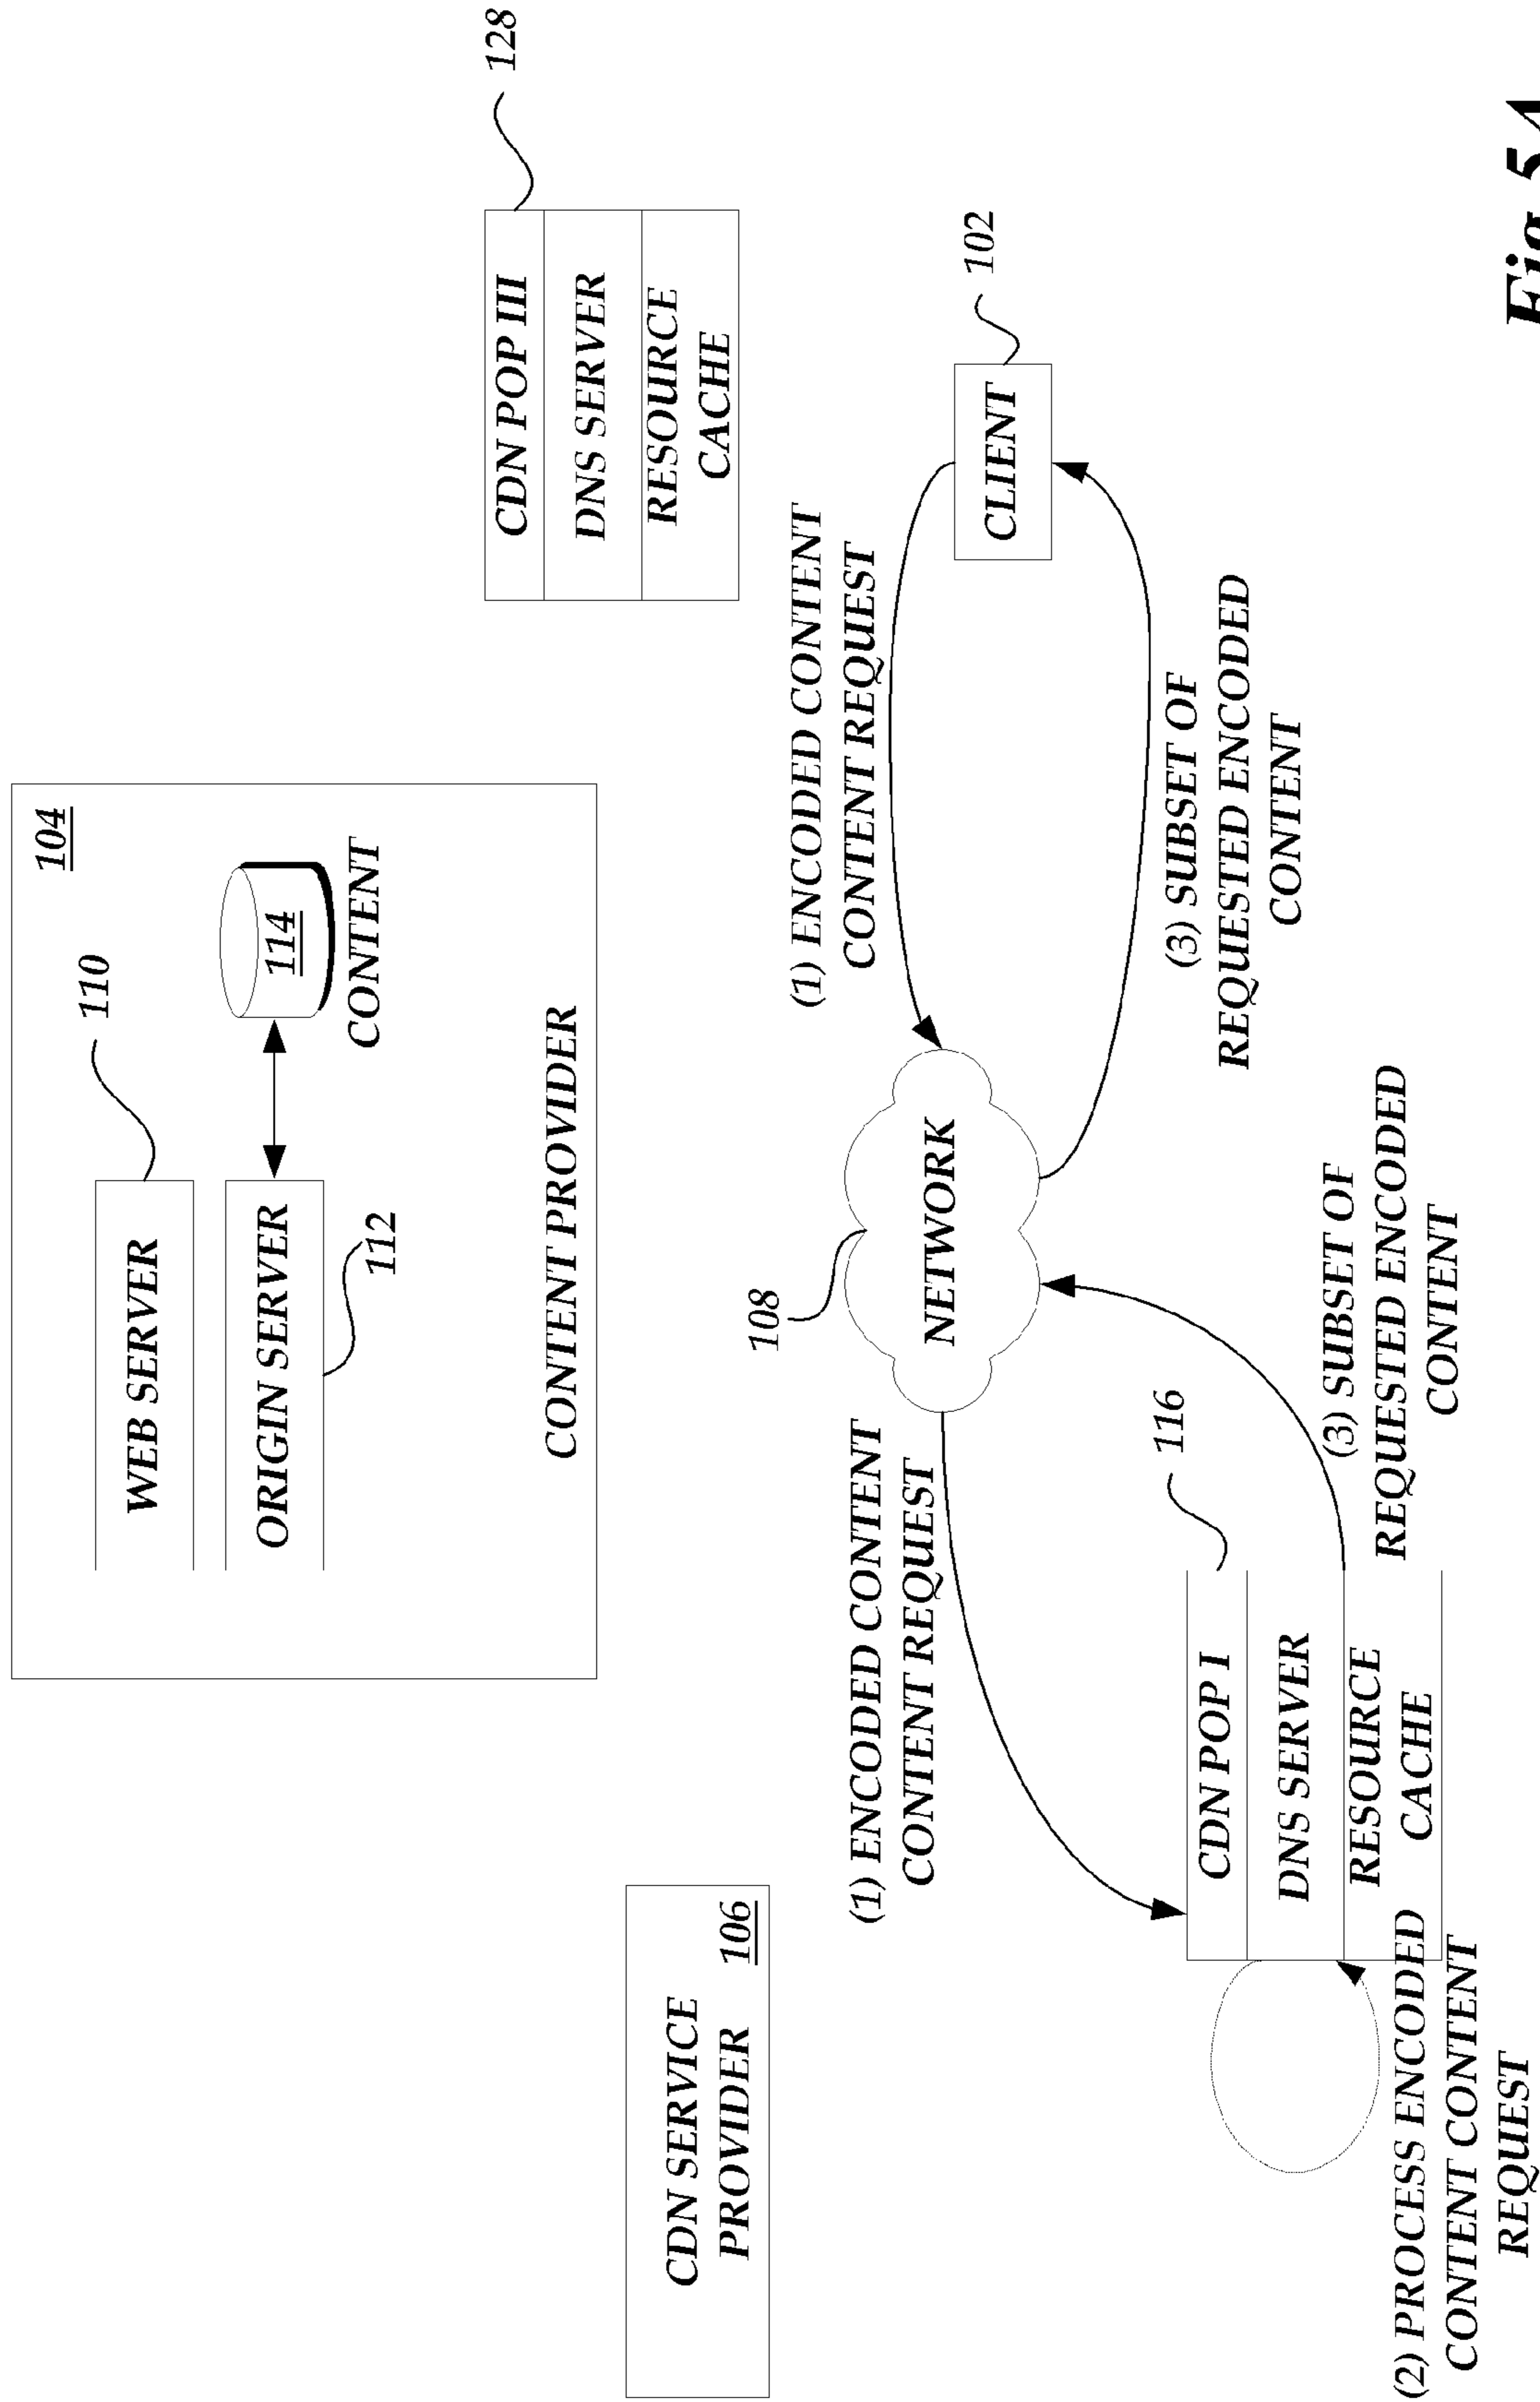 104
110
WEB SERVER
ORIGIN SERVER
114
CONTENT
112
CONTENT PROVIDER
CDN SERVICE
PROVIDER 106
128
CDN POP III
DNS SERVER
RESOURCE
CACHE
108
NETWORK
(1) ENCODED CONTENT
CONTENT REQUEST
102
CLIENT
(3) SUBSET OF
REQUESTED ENCODED
CONTENT
(1) ENCODED CONTENT
CONTENT REQUEST
116
CDN POP I
DNS SERVER
RESOURCE
CACHE
(3) SUBSET OF
REQUESTED ENCODED
CONTENT
(2) PROCESS ENCODED
CONTENT CONTENT
REQUEST
Fig.5A